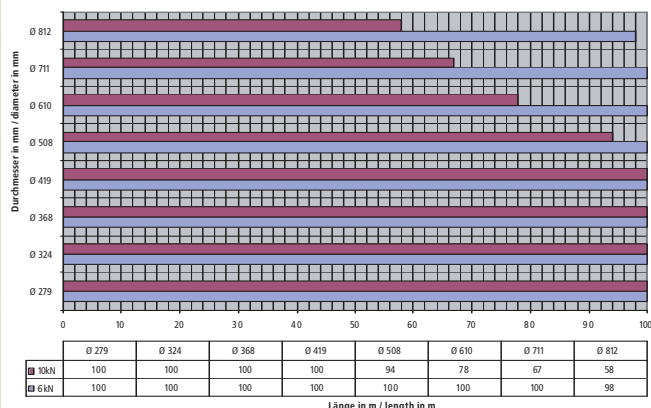 Durchmesser in mm / diameter in mm
Ø 812
Ø 711
Ø 610
Ø 508
Ø 419
Ø 368
Ø 324
Ø 279
0 10 20 30 40 50 60 70 80 90 100
Ø 279 Ø 324 Ø 368 Ø 419 Ø 508 Ø 610 Ø 711 Ø 812
10kN 100 100 100 100 94 78 67 58
6kN 100 100 100 100 100 100 100 98
Länge in m / length in m